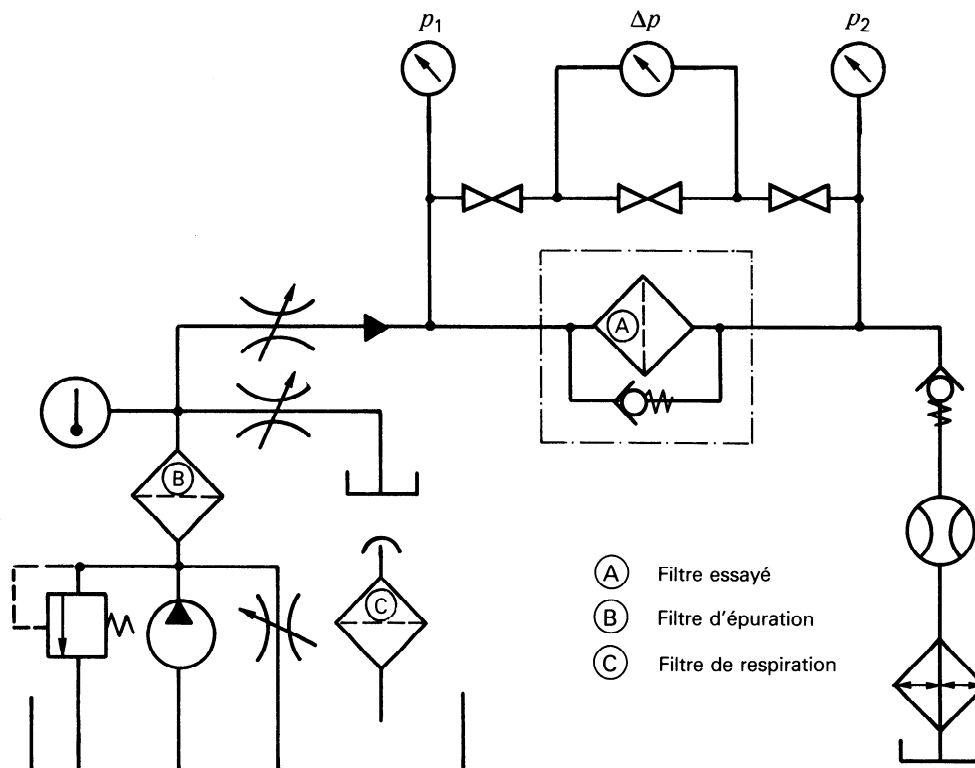 p1
Δp
p2
A
B
C
A Filtre essayé
B Filtre d'épuration
C Filtre de respiration